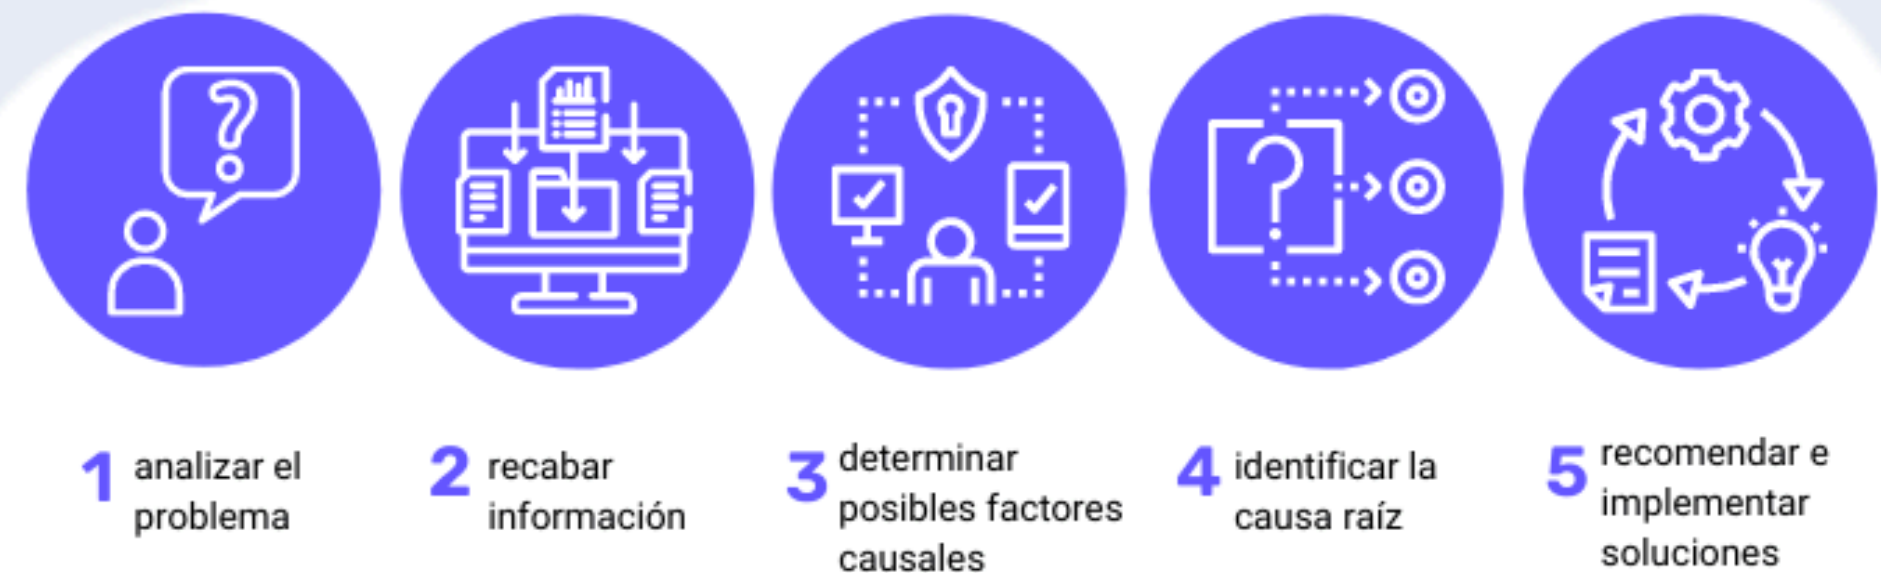 1 analizar el
problema
2 recabar
información
3 determinar
posibles factores
causales
4 identificar la
causa raíz
5 recomendar e
implementar
soluciones